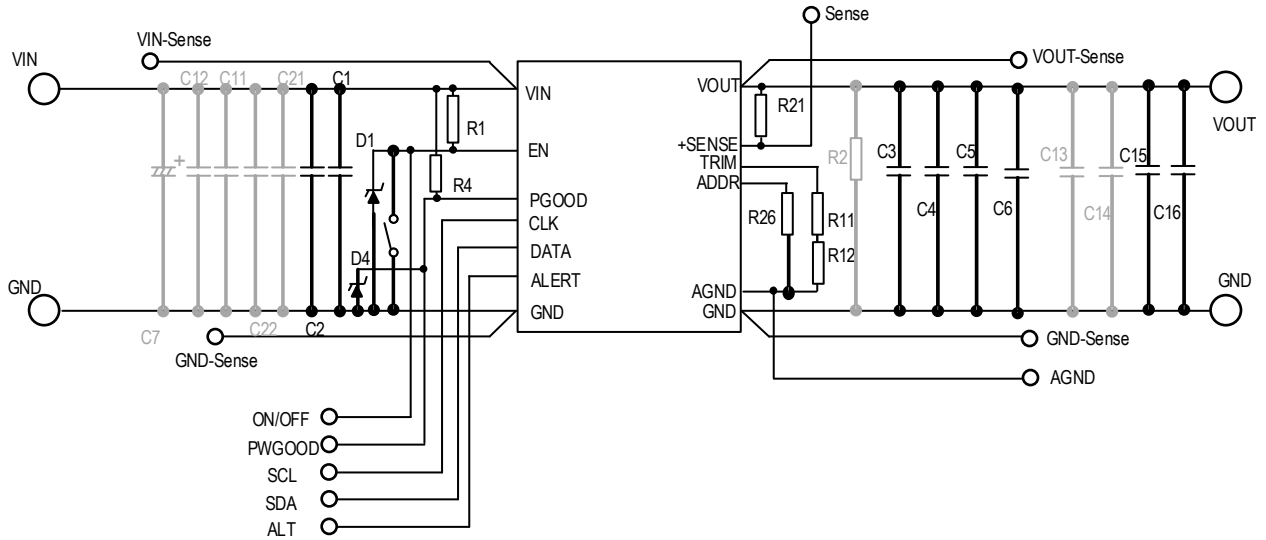 Sense
VIN-Sense
VOUT-Sense
VIN
C12
C11
C21
C1
VIN
VOUT
R21
R1
VOUT
D1
EN
+SENSE
TRIM
R2
C3
C5
C13
C15
R4
ADDR
PGOOD
R26
R11
C4
C6
C14
C16
CLK
DATA
R12
D4
ALERT
GND
AGND
GND
GND
GND
C7
C22
C2
GND-Sense
GND-Sense
AGND
ON/OFF
PWGOOD
SCL
SDA
ALT
+